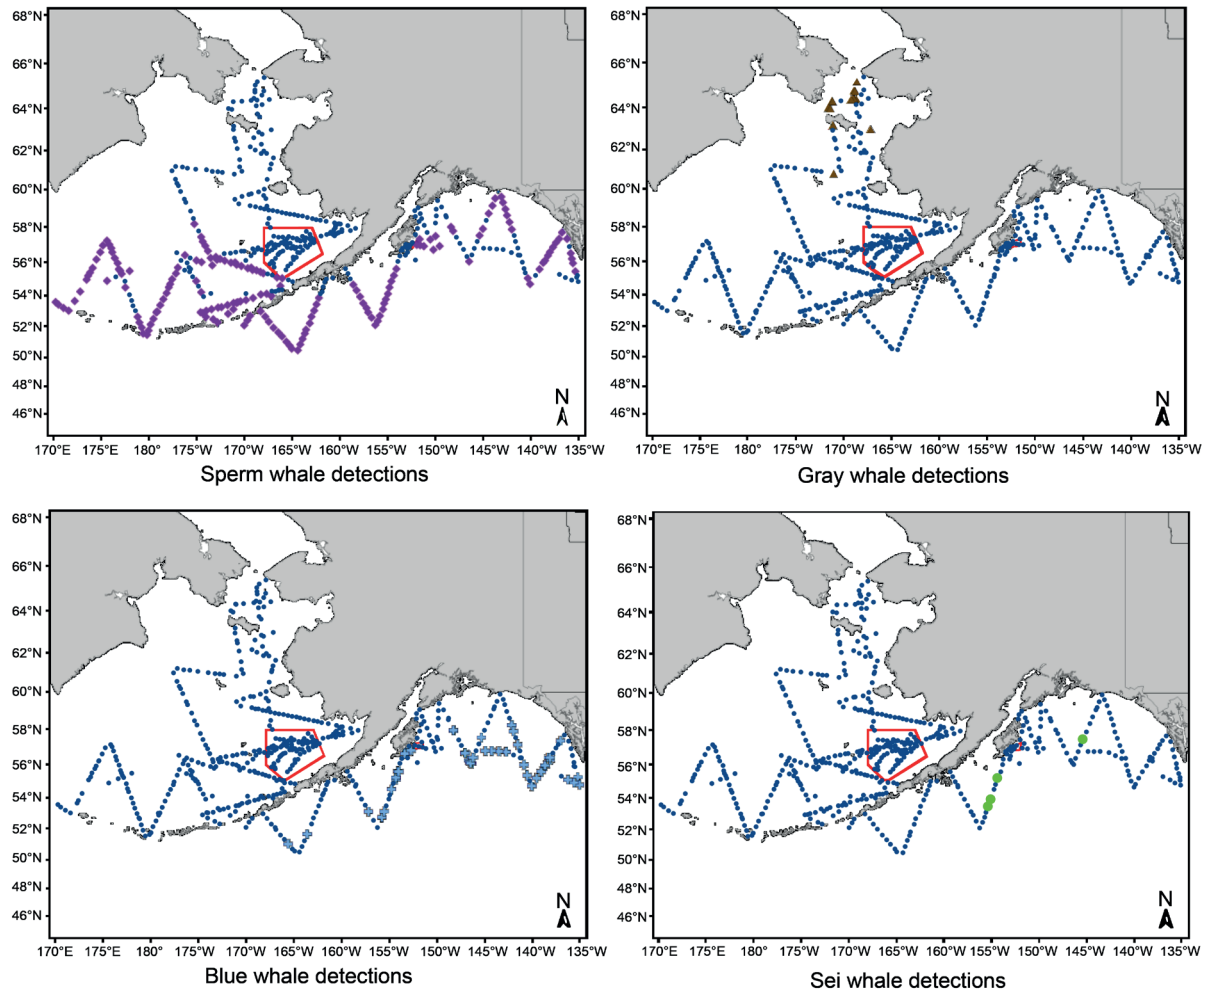 68°N
66°N
64°N
62°N
60°N
58°N
56°N
54°N
52°N
50°N
48°N
46°N
N
170°E 175°E 180° 175°W 170°W 165°W 160°W 155°W 150°W 145°W 140°W 135°W
Sperm whale detections
68°N
66°N
64°N
62°N
60°N
58°N
56°N
54°N
52°N
50°N
48°N
46°N
N
170°E 175°E 180° 175°W 170°W 165°W 160°W 155°W 150°W 145°W 140°W 135°W
Gray whale detections
68°N
66°N
64°N
62°N
60°N
58°N
56°N
54°N
52°N
50°N
48°N
46°N
N
170°E 175°E 180° 175°W 170°W 165°W 160°W 155°W 150°W 145°W 140°W 135°W
Blue whale detections
68°N
66°N
64°N
62°N
60°N
58°N
56°N
54°N
52°N
50°N
48°N
46°N
N
170°E 175°E 180° 175°W 170°W 165°W 160°W 155°W 150°W 145°W 140°W 135°W
Sei whale detections